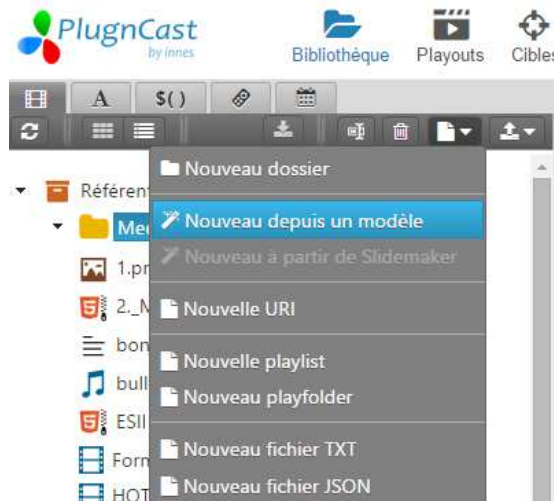 PlugnCast
by innes
Bibliothèque
Playouts
Cibles
A
$()
Nouveau dossier
Référen
Nouveau depuis un modèle
Med
Nouveau à partir de Slidemaker
1.pr
Nouvelle URI
2._M
bon
Nouvelle playlist
bull
Nouveau playfolder
ESII
Nouveau fichier TXT
Form
Nouveau fichier JSON
HOT